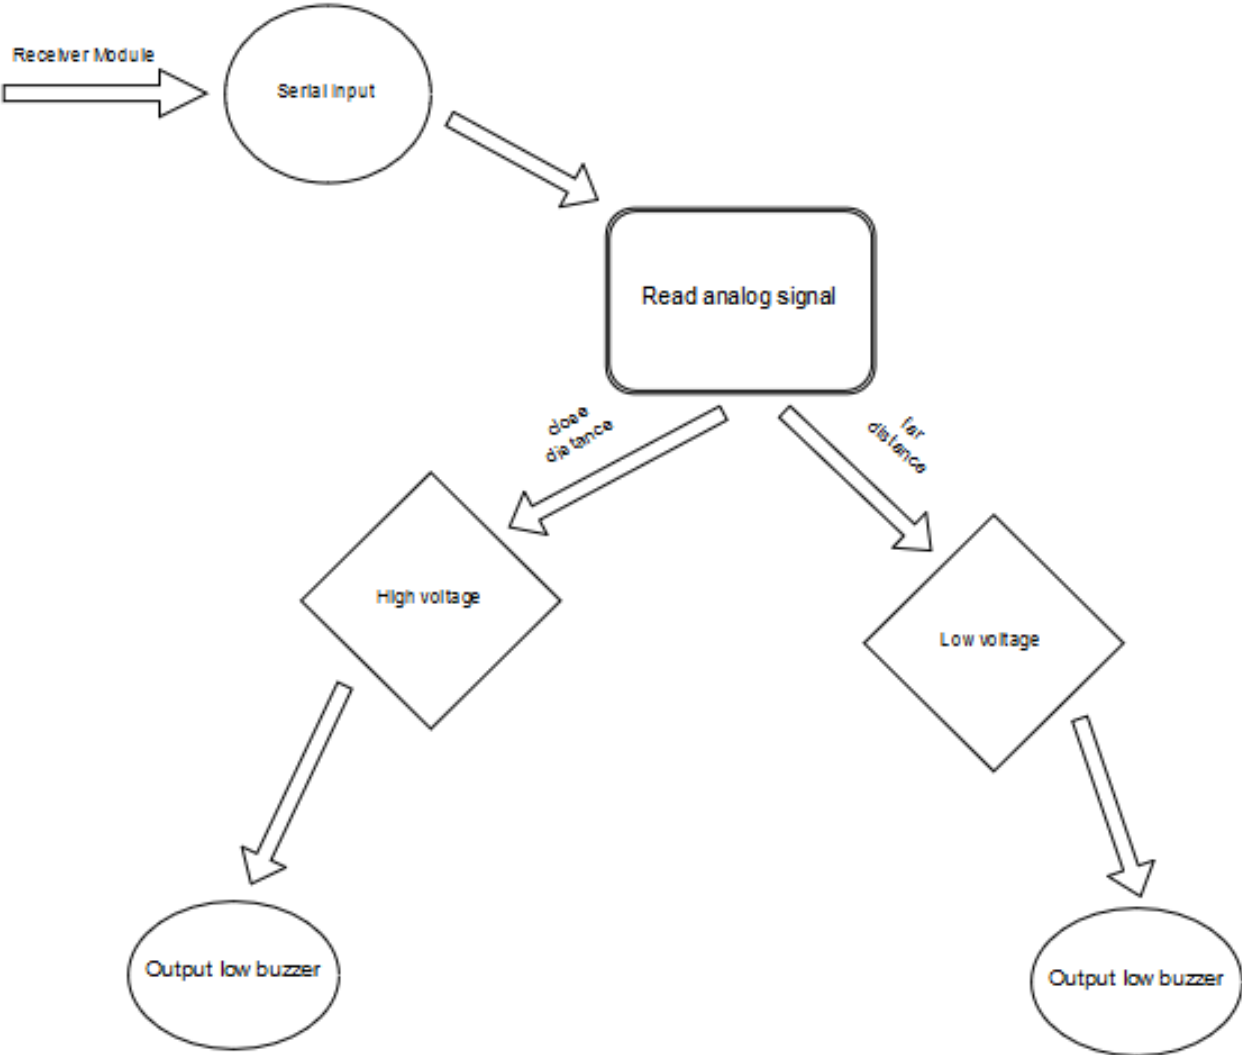 Receiver Module
Serial input
Read analog signal
close
distance
far
distance
High voltage
Low voltage
Output low buzzer
Output low buzzer